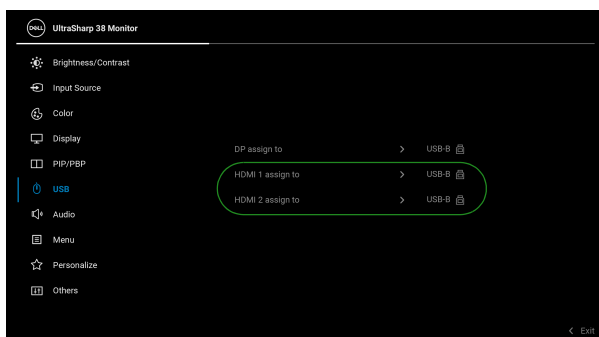 DELL UltraSharp 38 Monitor
Brightness/Contrast
Input Source
Color
Display
DP assign to > USB-B
PIP/PBP
HDMI 1 assign to > USB-B
USB
HDMI 2 assign to > USB-B
Audio
Menu
Personalize
Others
< Exit